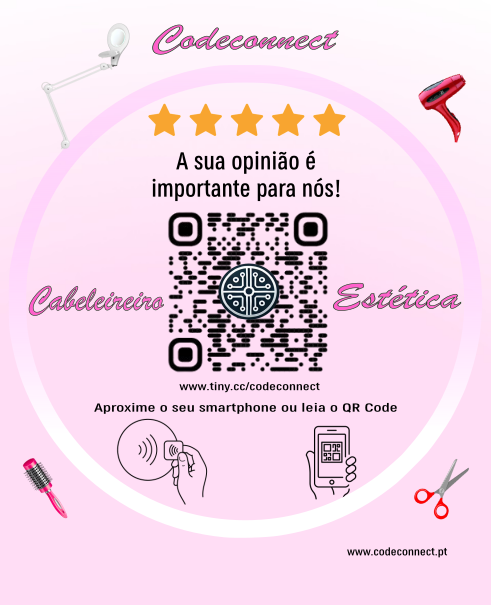 Codeconnect
A sua opinião é
importante para nós!
Cabeleireiro
Estética
www.tiny.cc/codeconnect
Aproxime o seu smartphone ou leia o QR Code
www.codeconnect.pt